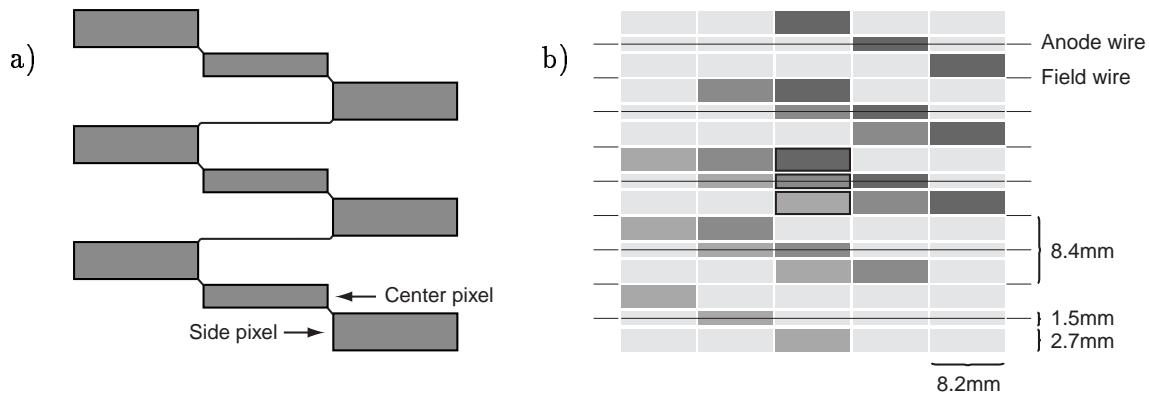 a)
Center pixel
Side pixel
b)
Anode wire
Field wire
8.4mm
1.5mm
2.7mm
8.2mm